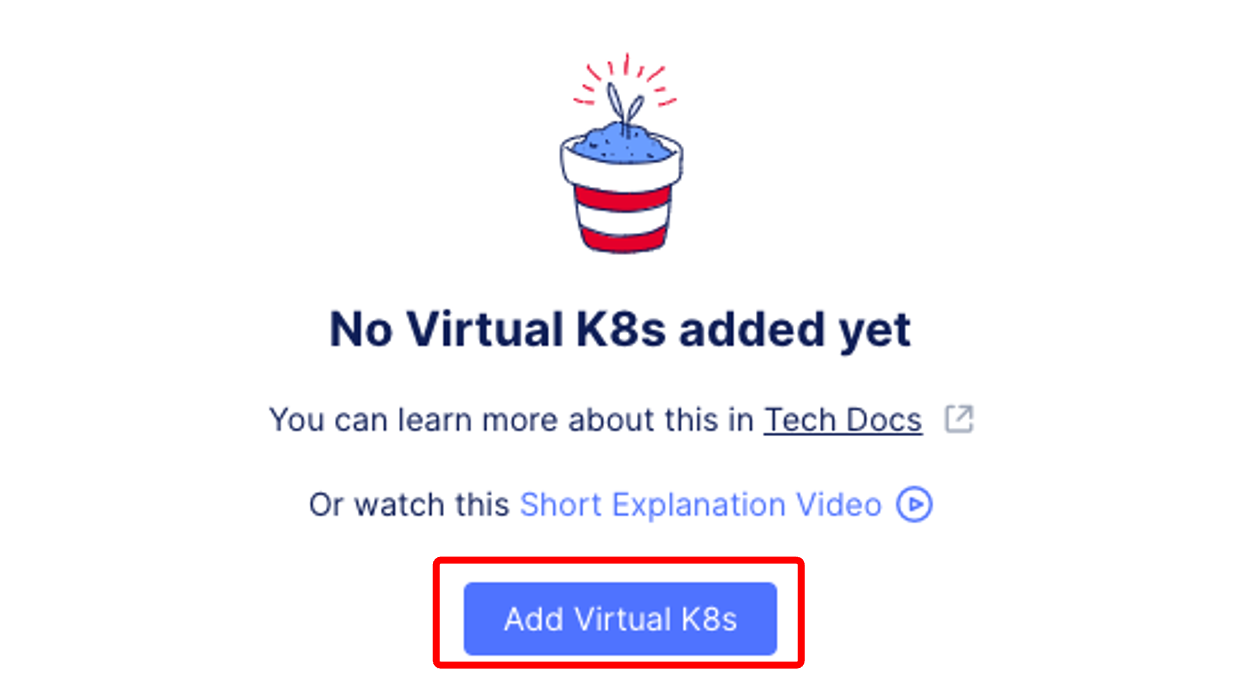 No Virtual K8s added yet
You can learn more about this in Tech Docs
Or watch this Short Explanation Video
Add Virtual K8s